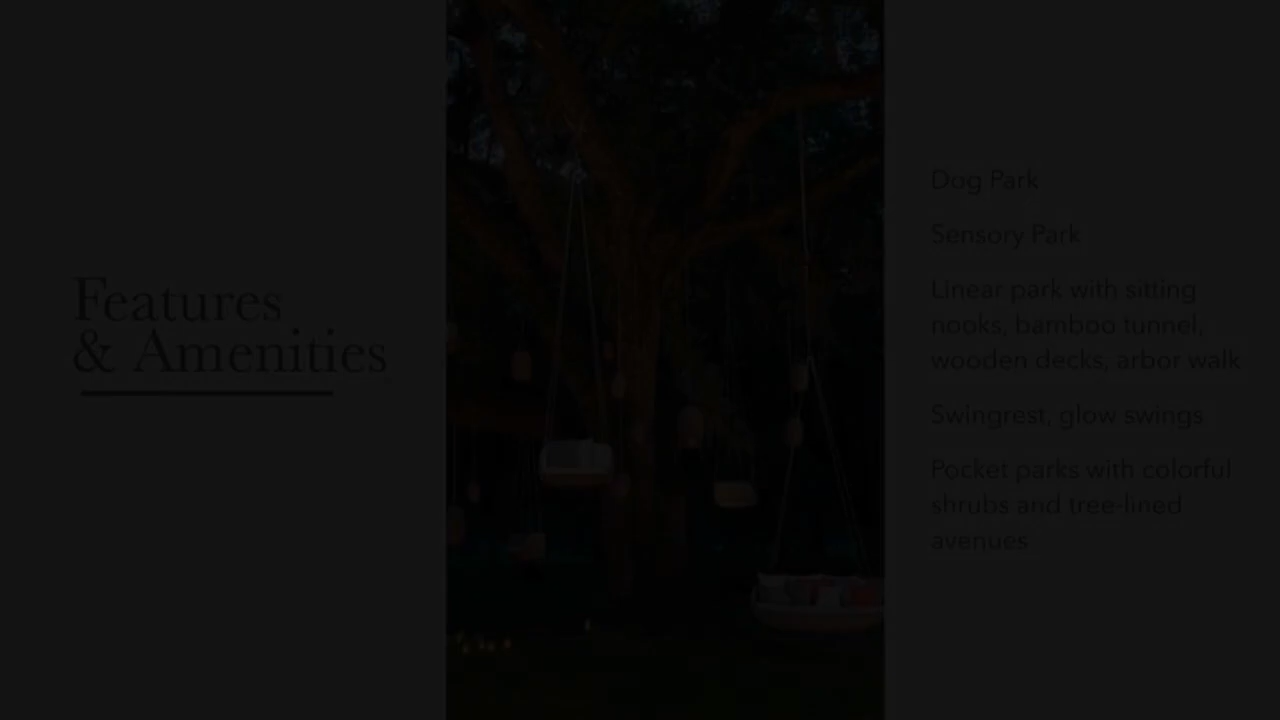 Features
& Amenities
Dog Park
Sensory Park
Linear park with sitting
nooks, bamboo tunnel,
wooden decks, arbor walk
Swingrest, glow swings
Pocket parks with colorful
shrubs and tree-lined
avenues